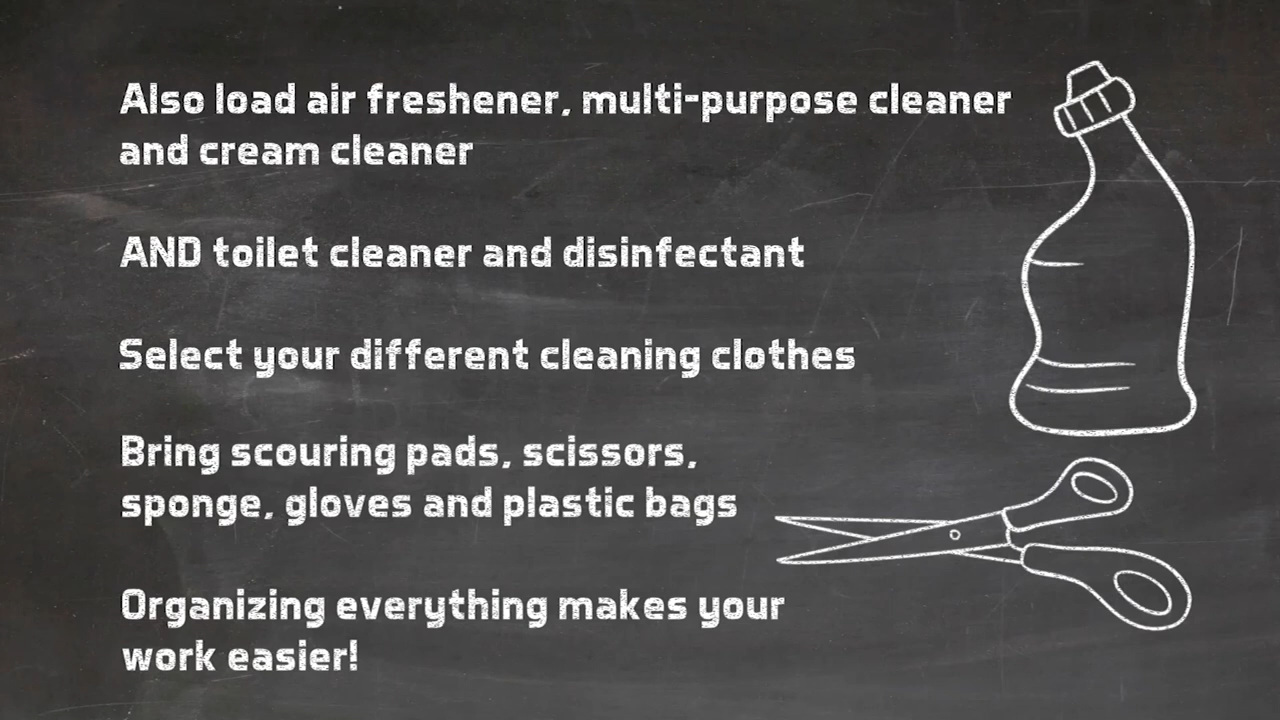 Also load air freshener, multi-purpose cleaner
and cream cleaner
AND toilet cleaner and disinfectant
Select your different cleaning clothes
Bring scouring pads, scissors,
sponge, gloves and plastic bags
Organizing everything makes your
work easier!